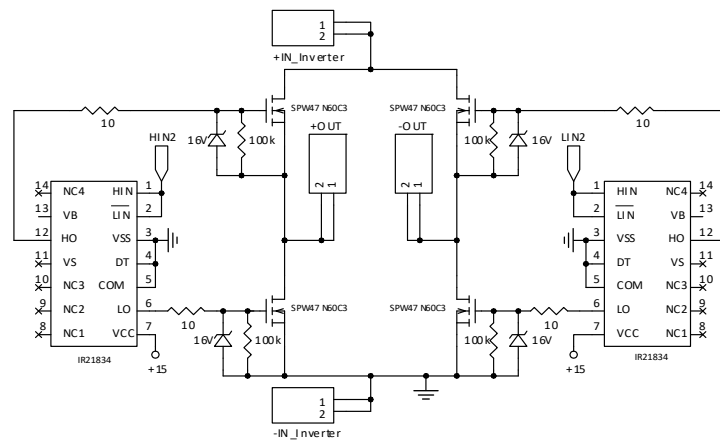 1
2
+IN_Inverter
SPW47 N60C3
SPW47 N60C3
10
HIN2
16V
100k
+OUT
2 1
-OUT
2 1
100k
16V
LIN2
10
14 NC4 HIN 1
13 VB LIN 2
12 HO VSS 3
11 VS DT 4
10 NC3 COM 5
9 NC2 LO 6
8 NC1 VCC 7
IR21834
+15
10
16V
100k
SPW47 N60C3
SPW47 N60C3
100k
16V
10
1 HIN NC4 14
2 LIN VB 13
3 VSS HO 12
4 DT VS 11
5 COM NC3 10
6 LO NC2 9
7 VCC NC1 8
IR21834
+15
1
2
-IN_Inverter